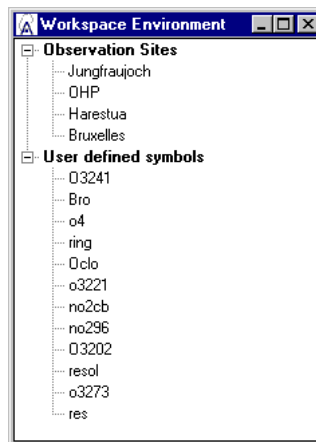 Workspace Environment
Observation Sites
Jungfraujoch
OHP
Harestua
Bruxelles
User defined symbols
O3241
Bro
o4
ring
Oclo
o3221
no2cb
no296
O3202
resol
o3273
res